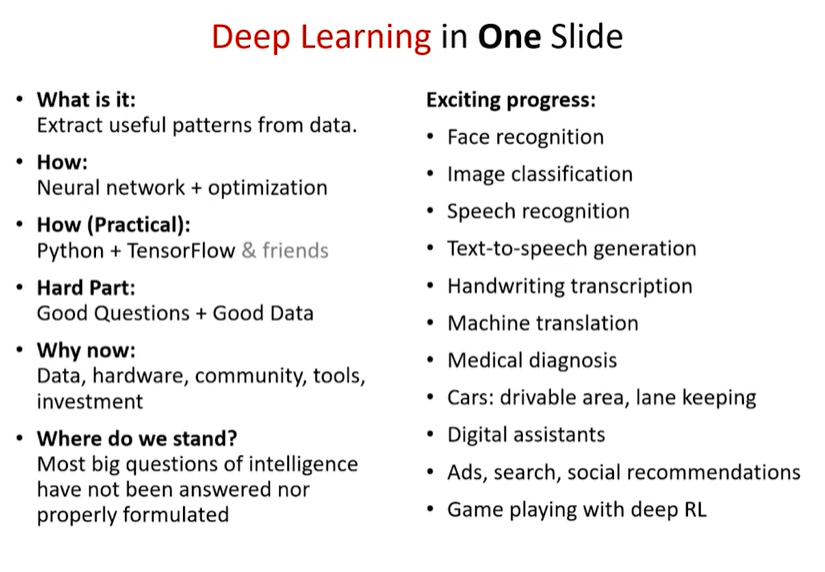 Deep Learning in One Slide
• What is it:
Extract useful patterns from data.
• How:
Neural network + optimization
• How (Practical):
Python + TensorFlow & friends
• Hard Part:
Good Questions + Good Data
• Why now:
Data, hardware, community, tools,
investment
• Where do we stand?
Most big questions of intelligence
have not been answered nor
properly formulated
Exciting progress:
• Face recognition
• Image classification
• Speech recognition
• Text-to-speech generation
• Handwriting transcription
• Machine translation
• Medical diagnosis
• Cars: drivable area, lane keeping
• Digital assistants
• Ads, search, social recommendations
• Game playing with deep RL